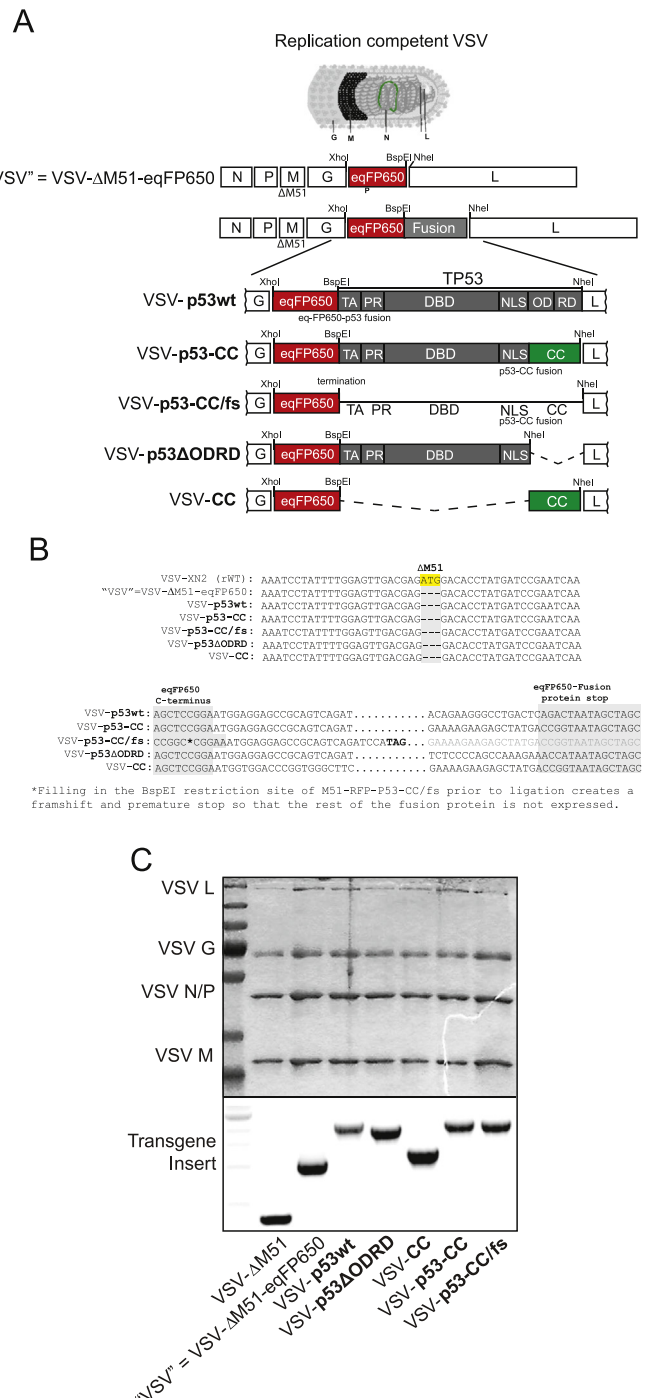 A
Replication competent VSV
G M N L
XhoI BspEI NheI
VSV” = VSV-ΔM51-eqFP650 N P M G eqFP650 L
ΔM51 P
XhoI BspEI NheI
N P M G eqFP650 Fusion L
ΔM51
TP53
XhoI BspEI NheI
VSV-p53wt G eqFP650 TA PR DBD NLS OD RD L
eq-FP650-p53 fusion
XhoI BspEI NheI
VSV-p53-CC G eqFP650 TA PR DBD NLS CC L
p53-CC fusion
XhoI termination NheI
VSV-p53-CC/fs G eqFP650 TA PR DBD NLS CC L
p53-CC fusion
XhoI BspEI NheI
VSV-p53ΔODRD G eqFP650 TA PR DBD NLS L
XhoI BspEI NheI
VSV-CC G eqFP650 CC L
B
ΔM51
VSV-XN2 (rWT): AAATCCTATTTTGGAGTTGACGAGATGGACACCTATGATCCGAATCAA
“VSV”=VSV-ΔM51-eqFP650: AAATCCTATTTTGGAGTTGACGAG---GACACCTATGATCCGAATCAA
VSV-p53wt: AAATCCTATTTTGGAGTTGACGAG---GACACCTATGATCCGAATCAA
VSV-p53-CC: AAATCCTATTTTGGAGTTGACGAG---GACACCTATGATCCGAATCAA
VSV-p53-CC/fs: AAATCCTATTTTGGAGTTGACGAG---GACACCTATGATCCGAATCAA
VSV-p53ΔODRD: AAATCCTATTTTGGAGTTGACGAG---GACACCTATGATCCGAATCAA
VSV-CC: AAATCCTATTTTGGAGTTGACGAG---GACACCTATGATCCGAATCAA
eqFP650 eqFP650-Fusion
C-terminus protein stop
VSV-p53wt: AGCTCCGGAATGGAGGAGCCGCAGTCAGAT........... ACAGAAGGGCCTGACTCAGACTAATAGCTAGC
VSV-p53-CC: AGCTCCGGAATGGAGGAGCCGCAGTCAGAT........... GAAAAGAAGAGCTATGACCGGTAATAGCTAGC
VSV-p53-CC/fs: CCGGC*CGGAAATGGAGGAGCCGCAGTCAGATCCATAG... GAAAAGAAGAGCTATGACCGGTAATAGCTAGC
VSV-p53ΔODRD: AGCTCCGGAATGGAGGAGCCGCAGTCAGAT........... TCTCCCCAGCCAAAGAAACCATAATAGCTAGC
VSV-CC: AGCTCCGGAATGGTGGACCCGGTGGGCTTC........... GAAAAGAAGAGCTATGACCGGTAATAGCTAGC
*Filling in the BspEI restriction site of M51-RFP-P53-CC/fs prior to ligation creates a
framshift and premature stop so that the rest of the fusion protein is not expressed.
C
VSV L
VSV G
VSV N/P
VSV M
Transgene
Insert
VSV-ΔM51
“VSV” = VSV-ΔM51-eqFP650
VSV-p53wt
VSV-p53ΔODRD
VSV-CC
VSV-p53-CC
VSV-p53-CC/fs